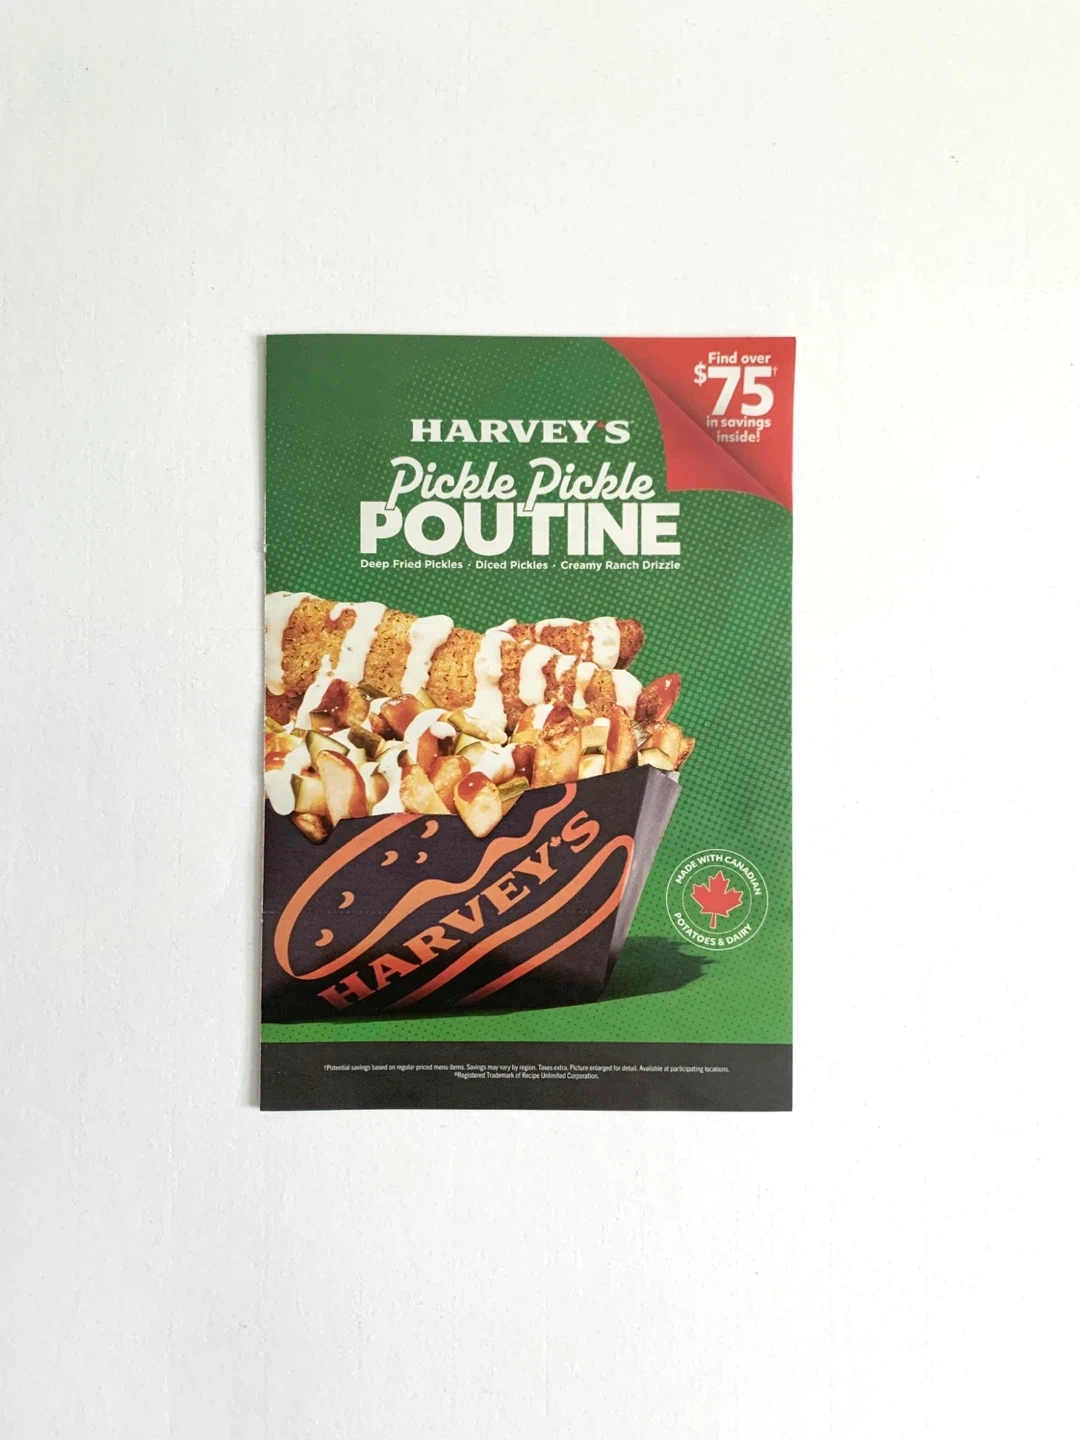 Find over
$75†
in savings
inside!
HARVEY'S
Pickle Pickle
POUTINE
Deep Fried Pickles · Diced Pickles · Creamy Ranch Drizzle
HARVEY'S
MADE WITH CANADIAN
POTATOES & DAIRY
†Potential savings based on regular priced menu items. Savings may vary by region. Taxes extra. Picture enlarged for detail. Available at participating locations.
®Registered Trademark of Recipe Unlimited Corporation.